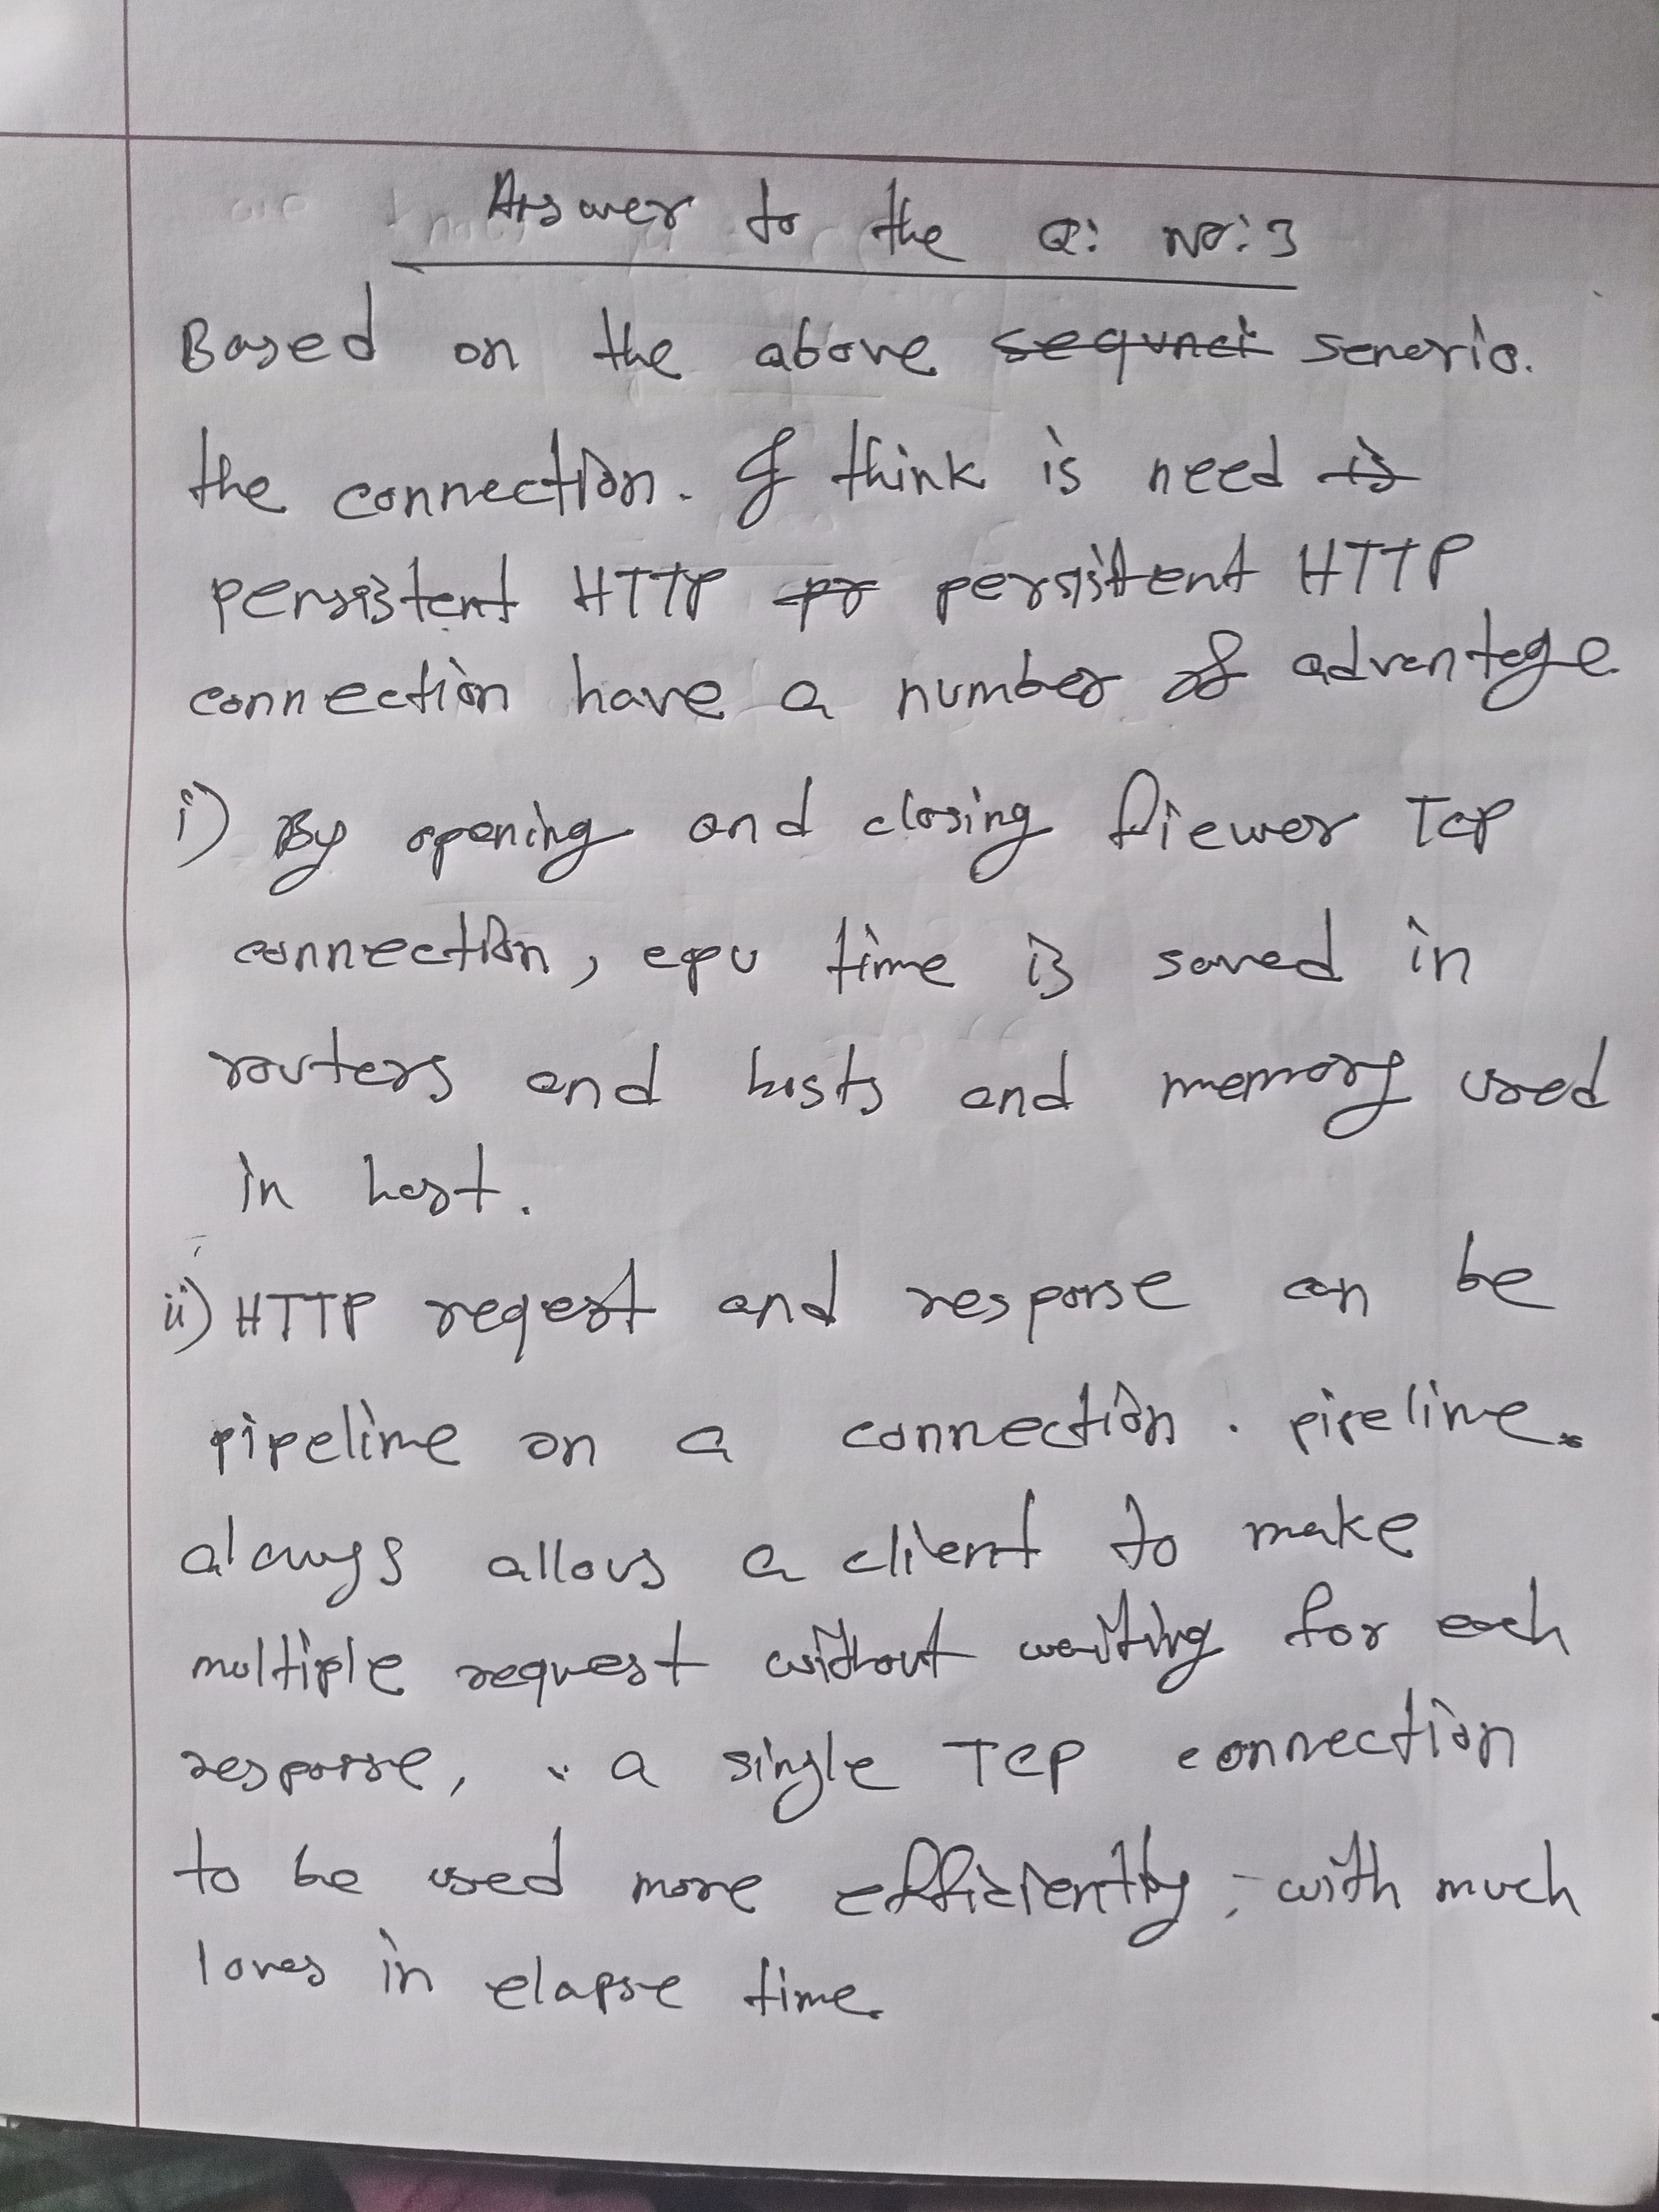 Answer to the Q: No: 3
Based on the above sequnci senerio.
the connection. I think is need is
persistent HTTP pr persistent HTTP
connection have a number of advantege
i) By opening and closing fiewer TCP
connection, cpu time is saved in
routers and hosts and memory used
in host.
ii) HTTP reqest and response can be
pipeline on a connection. pipeline.
always allows a client to make
multiple request without waiting for each
response, a single TCP connection
to be used more efficiently, with much
lowes in elapse time.